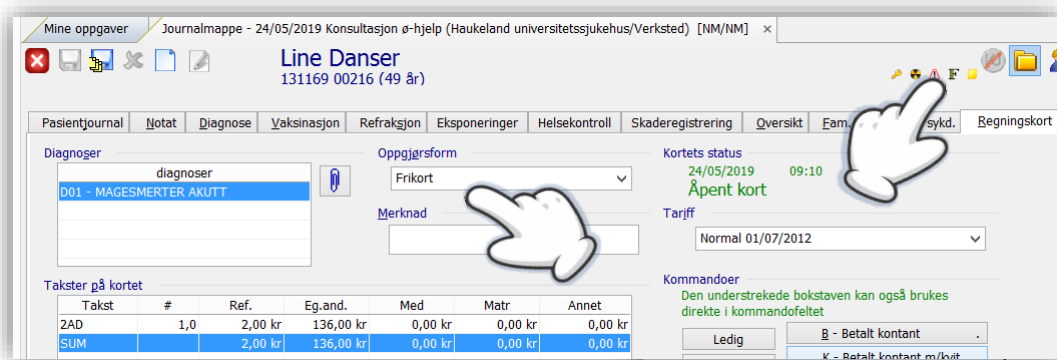 Mine oppgaver
Journalmappe - 24/05/2019 Konsultasjon ø-hjelp (Haukeland universitetssjukehus/Verksted) [NM/NM] ×
Line Danser
131169 00216 (49 år)
F
Pasientjournal Notat Diagnose Vaksinasjon Refraksjon Eksponeringer Helsekontroll Skaderegistrering Oversikt Fam. sykd. Regningskort
Diagnoser
diagnoser
D01 - MAGESMERTER AKUTT
Oppgjørsform
Frikort
Merknad
Kortets status
24/05/2019 09:10
Åpent kort
Tariff
Normal 01/07/2012
Takster på kortet
Takst # Ref. Eg.and. Med Matr Annet
2AD 1,0 2,00 kr 136,00 kr 0,00 kr 0,00 kr 0,00 kr
SUM 2,00 kr 136,00 kr 0,00 kr 0,00 kr 0,00 kr
Kommandoer
Den understrekede bokstaven kan også brukes
direkte i kommandofeltet
Ledig
B - Betalt kontant .
K - Betalt kontant m/kvit